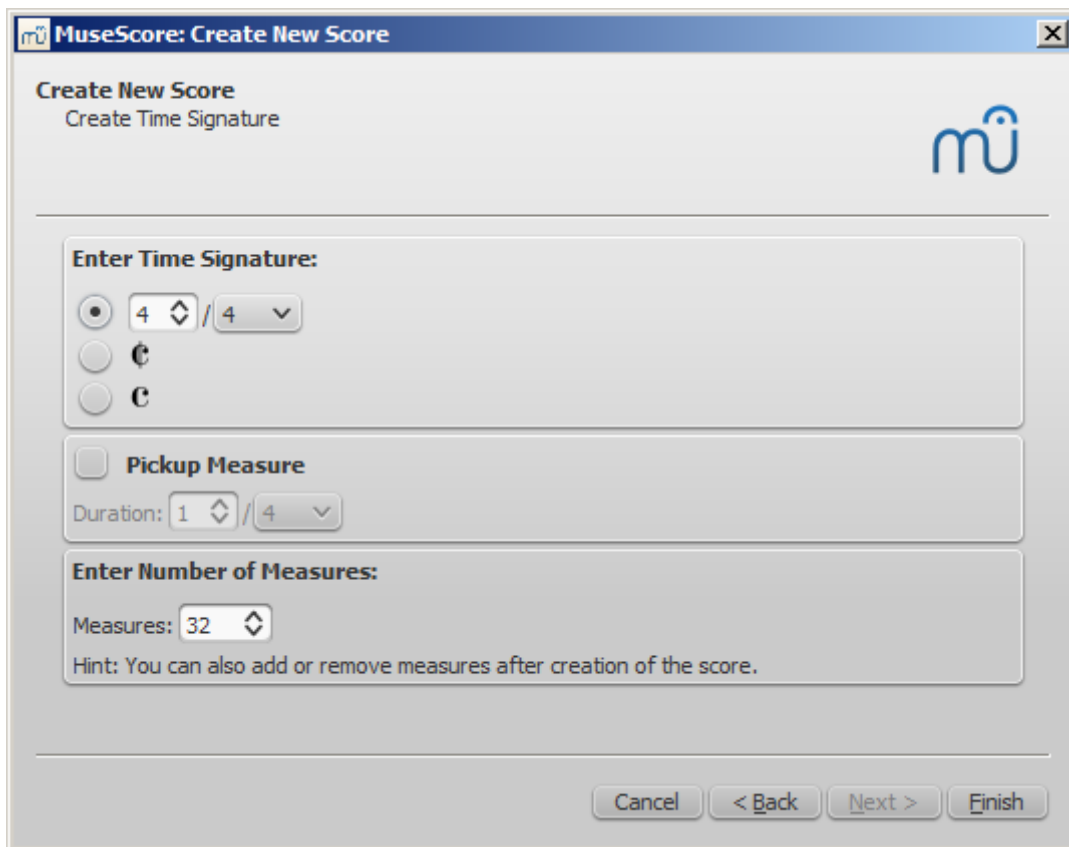 MuseScore: Create New Score
Create New Score
Create Time Signature
Enter Time Signature:
4 / 4
¢
C
Pickup Measure
Duration: 1 / 4
Enter Number of Measures:
Measures: 32
Hint: You can also add or remove measures after creation of the score.
Cancel < Back Next > Finish